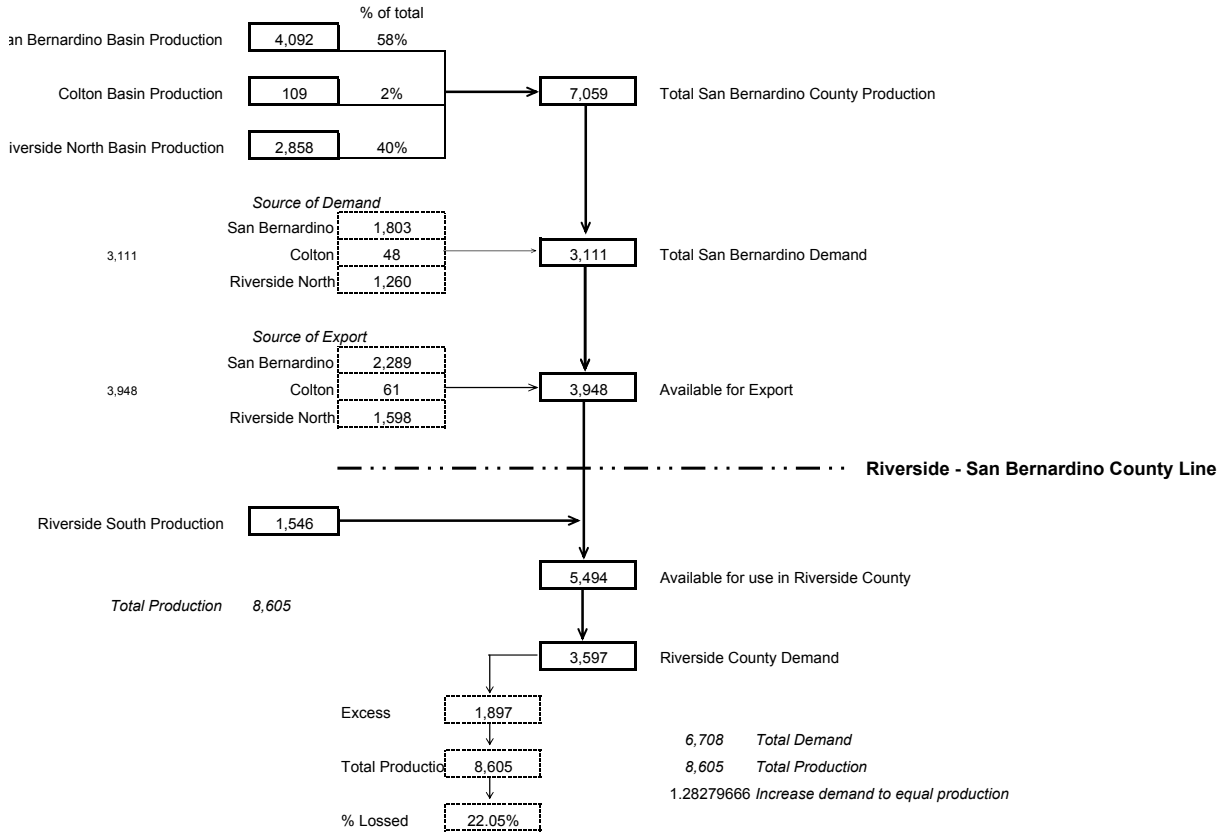 % of total
an Bernardino Basin Production 4,092 58%
Colton Basin Production 109 2% 7,059 Total San Bernardino County Production
iverside North Basin Production 2,858 40%
Source of Demand
San Bernardino 1,803
3,111 Colton 48 3,111 Total San Bernardino Demand
Riverside North 1,260
Source of Export
San Bernardino 2,289
3,948 Colton 61 3,948 Available for Export
Riverside North 1,598
Riverside - San Bernardino County Line
Riverside South Production 1,546
5,494 Available for use in Riverside County
Total Production 8,605
3,597 Riverside County Demand
Excess 1,897
6,708 Total Demand
Total Productio 8,605 8,605 Total Production
1.28279666 Increase demand to equal production
% Lossed 22.05%